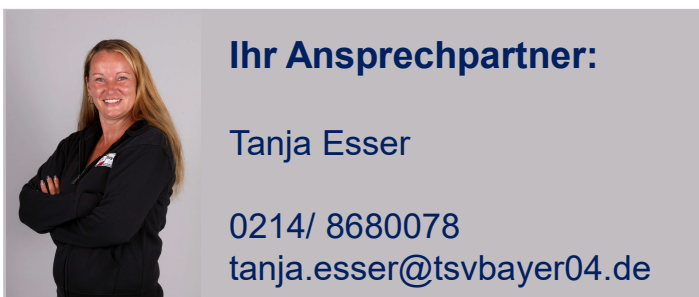 Ihr Ansprechpartner:
Tanja Esser
0214/ 8680078
tanja.esser@tsvbayer04.de